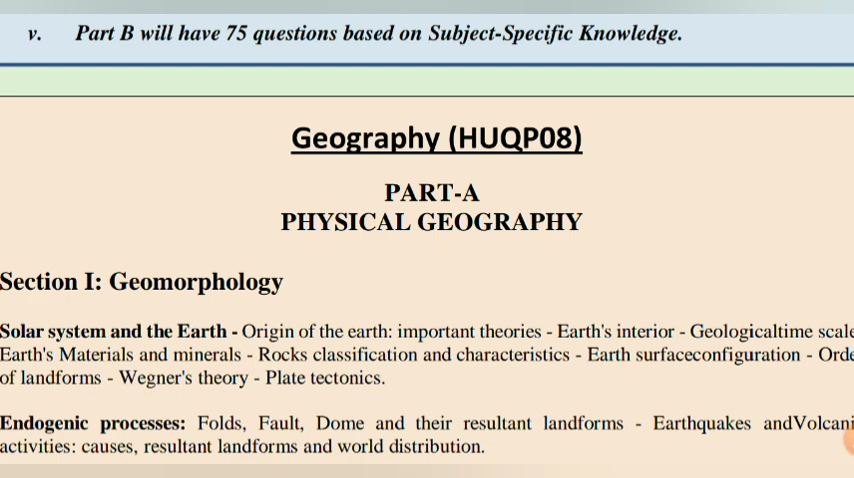 v. Part B will have 75 questions based on Subject-Specific Knowledge.
Geography (HUQP08)
PART-A
PHYSICAL GEOGRAPHY
Section I: Geomorphology
Solar system and the Earth - Origin of the earth: important theories - Earth's interior - Geologicaltime scale
Earth's Materials and minerals - Rocks classification and characteristics - Earth surfaceconfiguration -
of landforms - Wegner's theory - Plate tectonics.
Endogenic processes: Folds, Fault, Dome and their resultant landforms - Earthquakes
activities: causes, resultant landforms and world distribution.